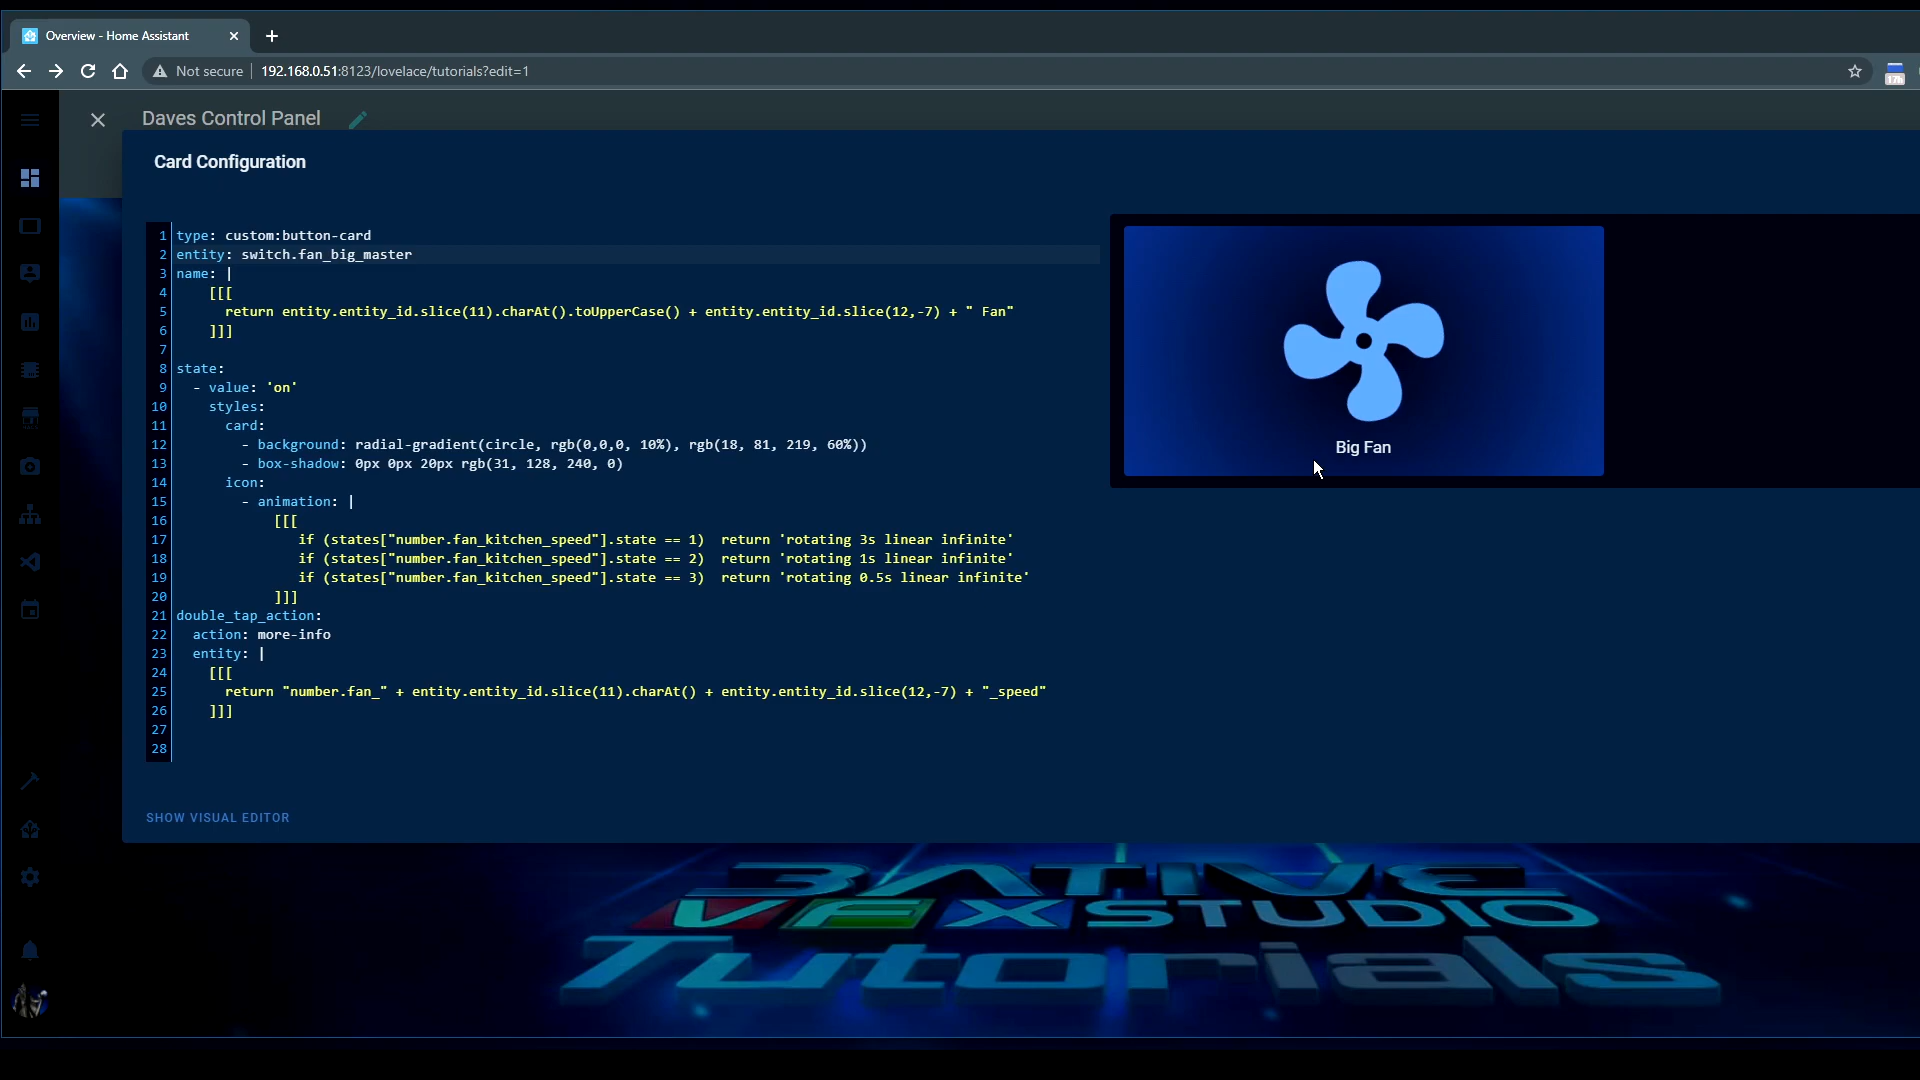 Overview - Home Assistant
Not secure
192.168.0.51:8123/lovelace/tutorials?edit=1
17h
Daves Control Panel
Card Configuration
1 type: custom:button-card
2 entity: switch.fan_big_master
3 name: |
4 [[[
5 return entity.entity_id.slice(11).charAt().toUpperCase() + entity.entity_id.slice(12,-7) + " Fan"
6 ]]]
7
8 state:
9 - value: 'on'
10 styles:
11 card:
12 - background: radial-gradient(circle, rgb(0,0,0, 10%), rgb(18, 81, 219, 60%))
13 - box-shadow: 0px 0px 20px rgb(31, 128, 240, 0)
14 icon:
15 - animation: |
16 [[[
17 if (states["number.fan_kitchen_speed"].state == 1) return 'rotating 3s linear infinite'
18 if (states["number.fan_kitchen_speed"].state == 2) return 'rotating 1s linear infinite'
19 if (states["number.fan_kitchen_speed"].state == 3) return 'rotating 0.5s linear infinite'
20 ]]]
21 double_tap_action:
22 action: more-info
23 entity: |
24 [[[
25 return "number.fan_" + entity.entity_id.slice(11).charAt() + entity.entity_id.slice(12,-7) + "_speed"
26 ]]]
27
28
Big Fan
SHOW VISUAL EDITOR
3ATIVE
VFXSTUDIO
Tutorials